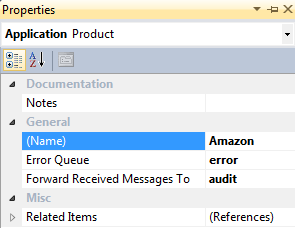 Properties
Application Product
Documentation
Notes
General
(Name) Amazon
Error Queue error
Forward Received Messages To audit
Misc
Related Items (References)